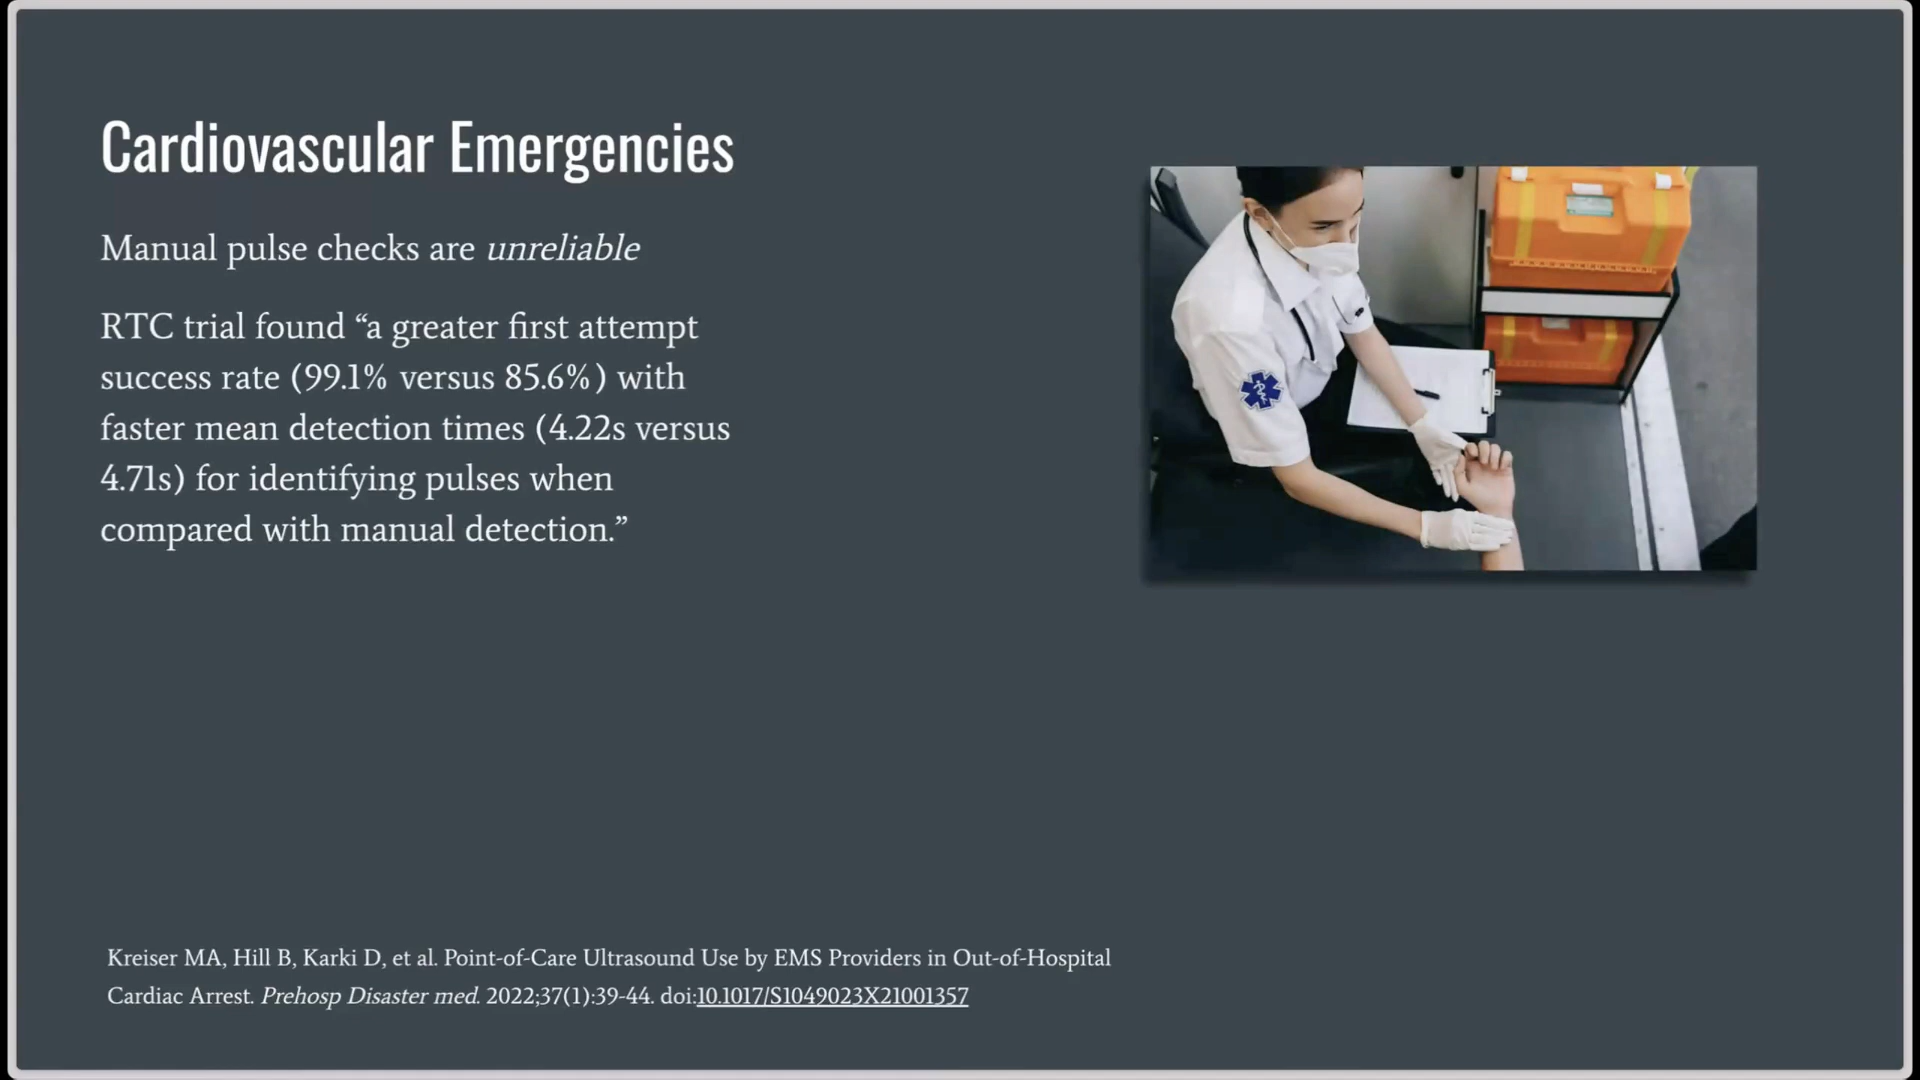 Cardiovascular Emergencies
Manual pulse checks are unreliable
RTC trial found “a greater first attempt
success rate (99.1% versus 85.6%) with
faster mean detection times (4.22s versus
4.71s) for identifying pulses when
compared with manual detection.”
Kreiser MA, Hill B, Karki D, et al. Point-of-Care Ultrasound Use by EMS Providers in Out-of-Hospital
Cardiac Arrest. Prehosp Disaster med. 2022;37(1):39-44. doi:10.1017/S1049023X21001357